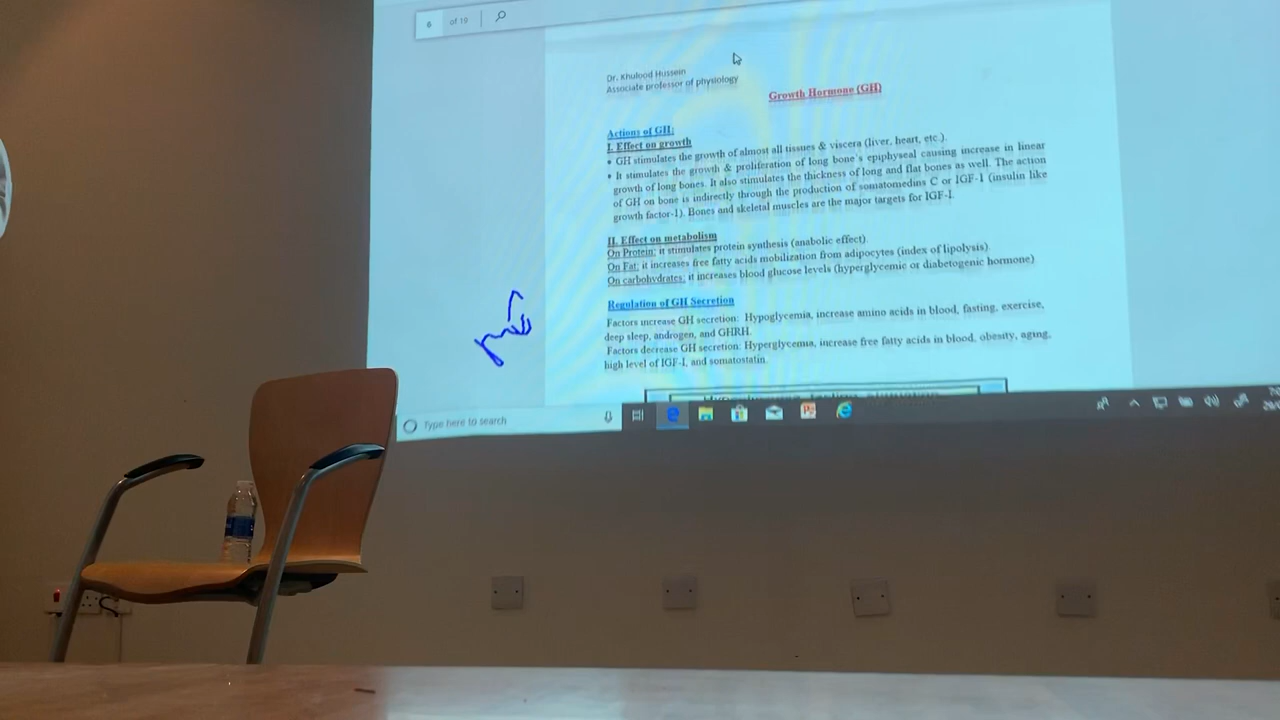 6 of 19
Dr. Khulood Hussein
Associate professor of physiology
Growth Hormone (GH)
Actions of GH:
I. Effect on growth
• GH stimulates the growth of almost all tissues & viscera (liver, heart, etc.).
• It stimulates the growth & proliferation of long bone's epiphyseal causing increase in linear
growth of long bones. It also stimulates the thickness of long and flat bones as well. The action
of GH on bone is indirectly through the production of somatomedins C or IGF-1 (insulin like
growth factor-1). Bones and skeletal muscles are the major targets for IGF-I.
II. Effect on metabolism
On Protein: it stimulates protein synthesis (anabolic effect).
On Fat: it increases free fatty acids mobilization from adipocytes (index of lipolysis).
On carbohydrates: it increases blood glucose levels (hyperglycemic or diabetogenic hormone)
Regulation of GH Secretion
Factors increase GH secretion: Hypoglycemia, increase amino acids in blood, fasting, exercise,
deep sleep, androgen, and GHRH.
Factors decrease GH secretion: Hyperglycemia, increase free fatty acids in blood, obesity, aging,
high level of IGF-I, and somatostatin.
Type here to search